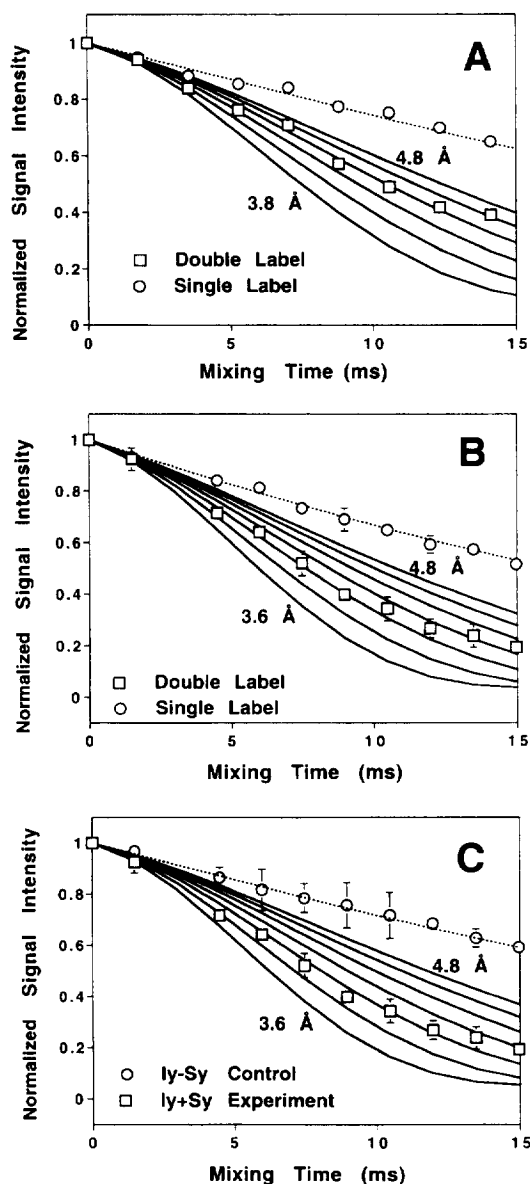 A
Normalized Signal Intensity
1
0.8
0.6
0.4
0.2
0
4.8 Å
3.8 Å
Double Label
Single Label
0
5
10
15
Mixing Time (ms)
B
Normalized Signal Intensity
1
0.8
0.6
0.4
0.2
0
4.8 Å
3.6 Å
Double Label
Single Label
0
5
10
15
Mixing Time (ms)
C
Normalized Signal Intensity
1
0.8
0.6
0.4
0.2
0
4.8 Å
3.6 Å
Iy-Sy Control
Iy+Sy Experiment
0
5
10
15
Mixing Time (ms)